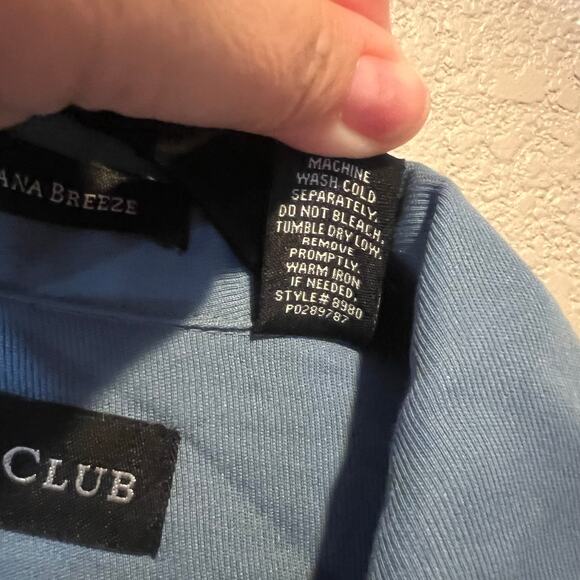 ANA BREEZE
MACHINE
WASH COLD
SEPARATELY.
DO NOT BLEACH.
TUMBLE DRY LOW.
REMOVE
PROMPTLY.
WARM IRON
IF NEEDED.
STYLE# 8980
PO289787
CLUB